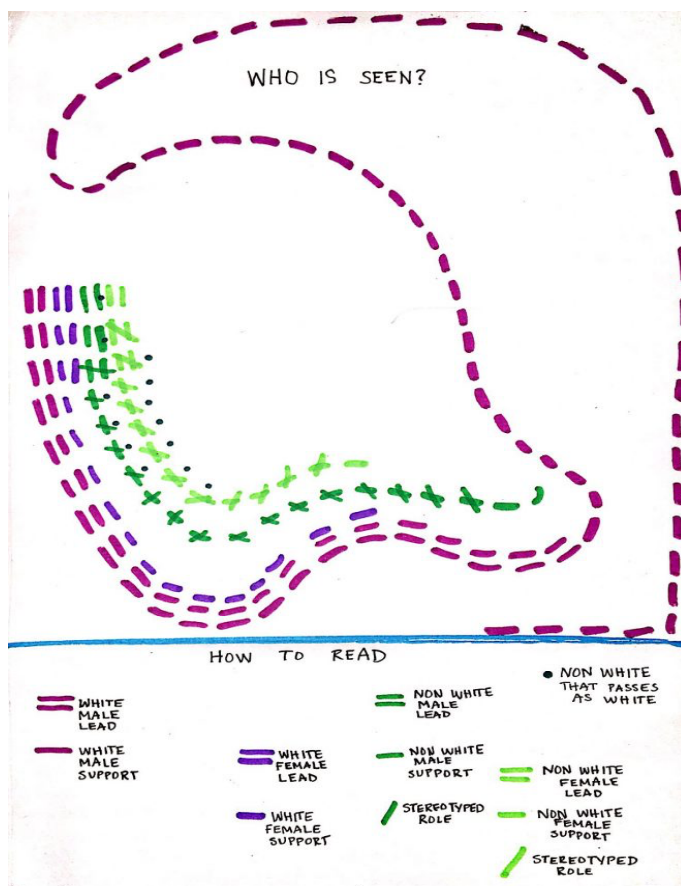 WHO IS SEEN?
HOW TO READ
WHITE
MALE
LEAD
WHITE
MALE
SUPPORT
WHITE
FEMALE
LEAD
WHITE
FEMALE
SUPPORT
NON WHITE
MALE
LEAD
NON WHITE
MALE
SUPPORT
STEREOTYPED
ROLE
NON WHITE
THAT PASSES
AS WHITE
NON WHITE
FEMALE
LEAD
NON WHITE
FEMALE
SUPPORT
STEREOTYPED
ROLE